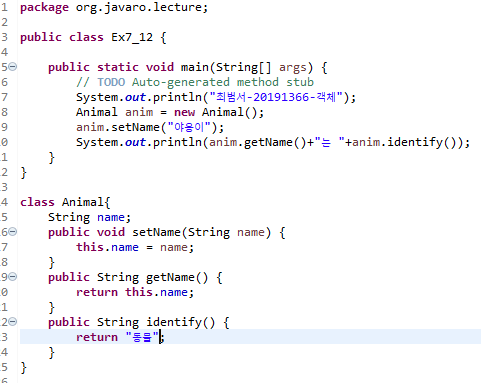 1 package org.javaro.lecture;
2
3 public class Ex7_12 {
4
5 public static void main(String[] args) {
6 // TODO Auto-generated method stub
7 System.out.println("최범서-20191366-객체");
8 Animal anim = new Animal();
9 anim.setName("야옹이");
0 System.out.println(anim.getName()+"는 "+anim.identify());
1 }
2 }
3
4 class Animal{
5 String name;
6 public void setName(String name) {
7 this.name = name;
8 }
9 public String getName() {
0 return this.name;
1 }
2 public String identify() {
3 return "동물";
4 }
5 }
6